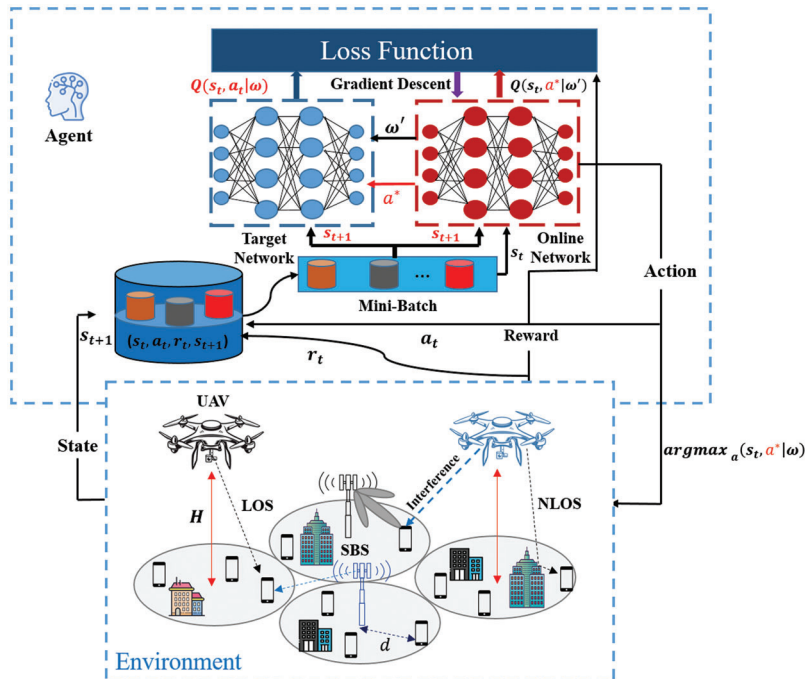 Loss Function
Q(s_t, a_t|ω)
Gradient Descent
Q(s_t, a*|ω′)
Agent
ω′
a*
s_{t+1}
s_{t+1}
s_t
Target
Network
Online
Network
Action
...
Mini-Batch
s_{t+1}
(s_t, a_t, r_t, s_{t+1})
a_t
Reward
r_t
UAV
State
argmax_a(s_t, a*|ω)
Interference
H
LOS
NLOS
SBS
d
Environment